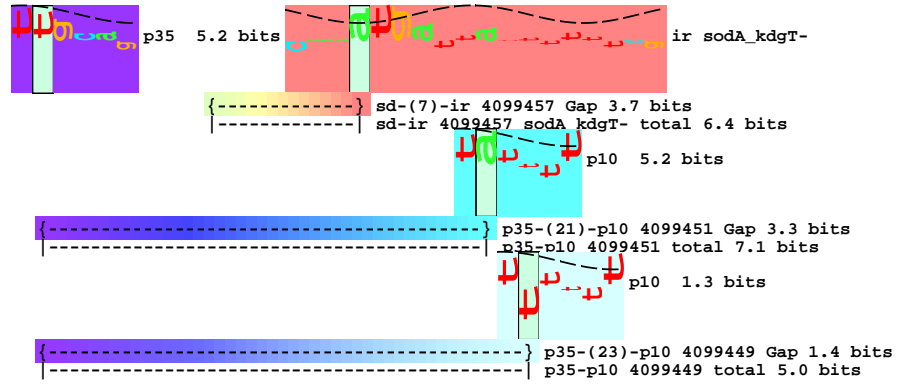 p35 5.2 bits
ir sodA_kdgT-
{--------------} sd-(7)-ir 4099457 Gap 3.7 bits
|--------------| sd-ir 4099457 sodA_kdgT- total 6.4 bits
p10 5.2 bits
{-----------------------------------------} p35-(21)-p10 4099451 Gap 3.3 bits
|-----------------------------------------| p35-p10 4099451 total 7.1 bits
p10 1.3 bits
{---------------------------------------------} p35-(23)-p10 4099449 Gap 1.4 bits
|---------------------------------------------| p35-p10 4099449 total 5.0 bits